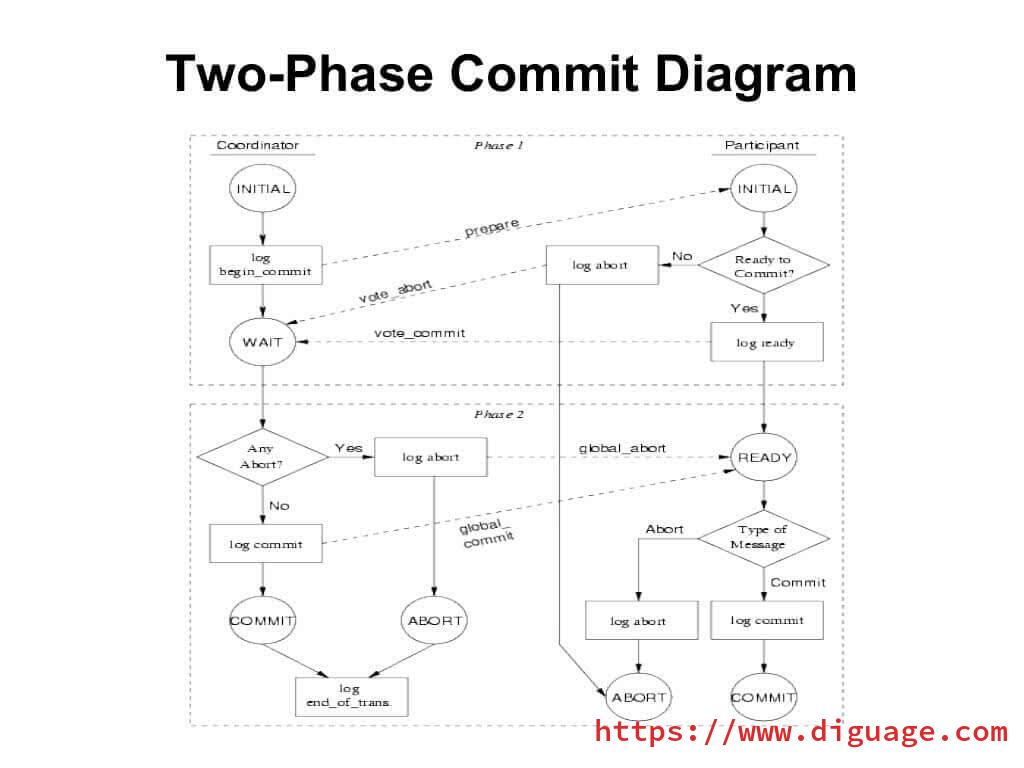 Two-Phase Commit Diagram
Coordinator
Phase 1
Participant
INITIAL
INITIAL
prepare
log
begin_commit
log abort
No
Ready to
Commit?
vote_abort
Yes
vote_commit
WAIT
log ready
Phase 2
Any
Abort?
Yes
log abort
global_abort
READY
No
global_
commit
log commit
Abort
Type of
Message
Commit
COMMIT
ABORT
log abort
log commit
log
end_of_trans.
ABORT
COMMIT
https://www.diguage.com